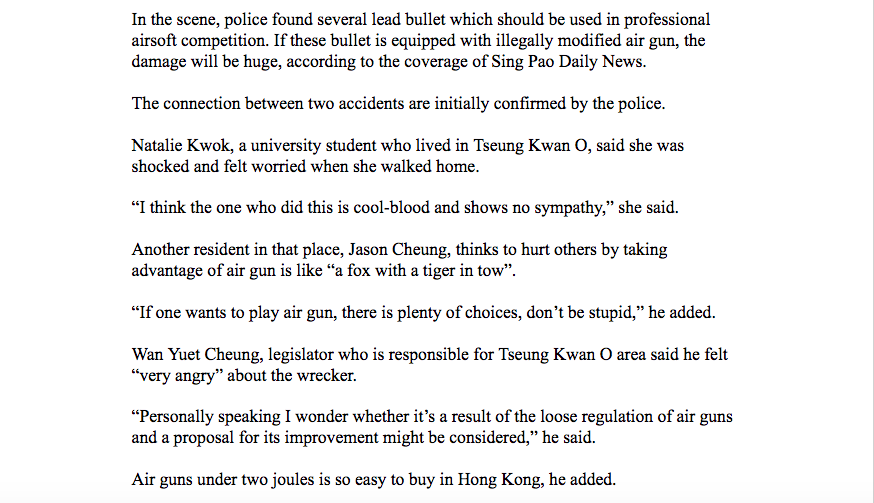 In the scene, police found several lead bullet which should be used in professional
airsoft competition. If these bullet is equipped with illegally modified air gun, the
damage will be huge, according to the coverage of Sing Pao Daily News.
The connection between two accidents are initially confirmed by the police.
Natalie Kwok, a university student who lived in Tseung Kwan O, said she was
shocked and felt worried when she walked home.
“I think the one who did this is cool-blood and shows no sympathy,” she said.
Another resident in that place, Jason Cheung, thinks to hurt others by taking
advantage of air gun is like “a fox with a tiger in tow”.
“If one wants to play air gun, there is plenty of choices, don’t be stupid,” he added.
Wan Yuet Cheung, legislator who is responsible for Tseung Kwan O area said he felt
“very angry” about the wrecker.
“Personally speaking I wonder whether it’s a result of the loose regulation of air guns
and a proposal for its improvement might be considered,” he said.
Air guns under two joules is so easy to buy in Hong Kong, he added.